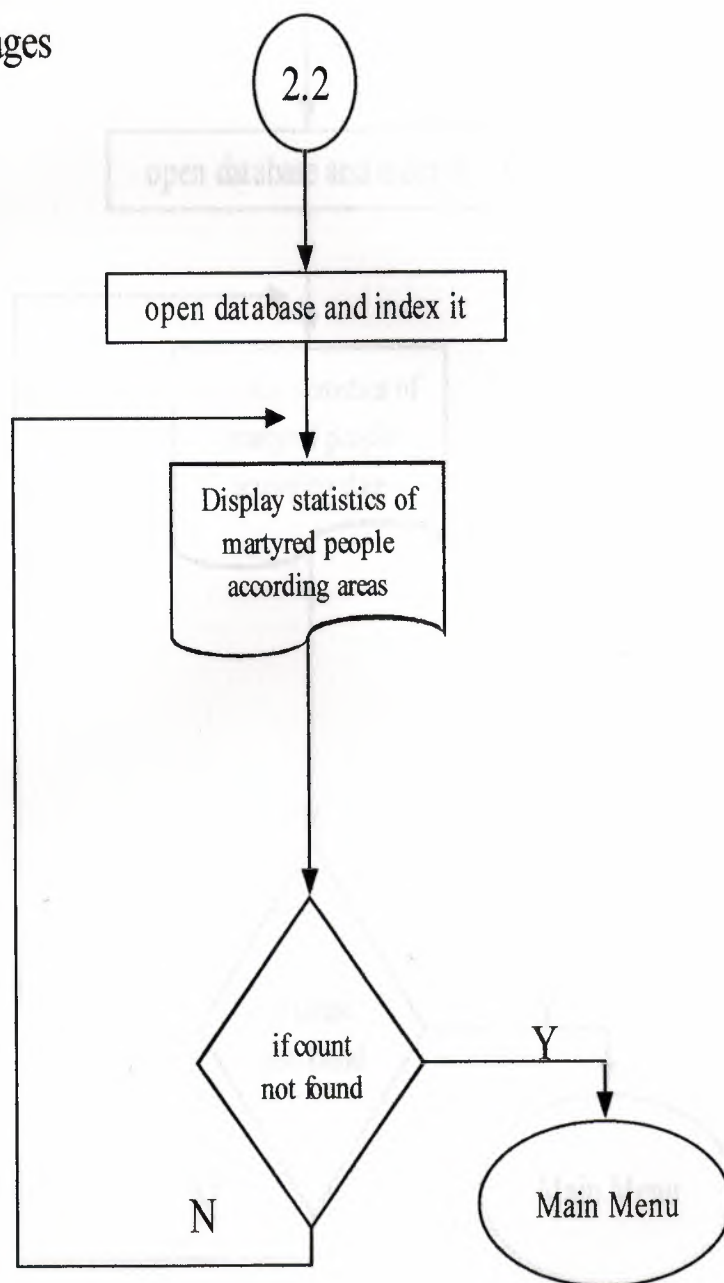 2.2
open database and index it
Display statistics of
martyred people
according areas
if count
not found
Y
N
Main Menu